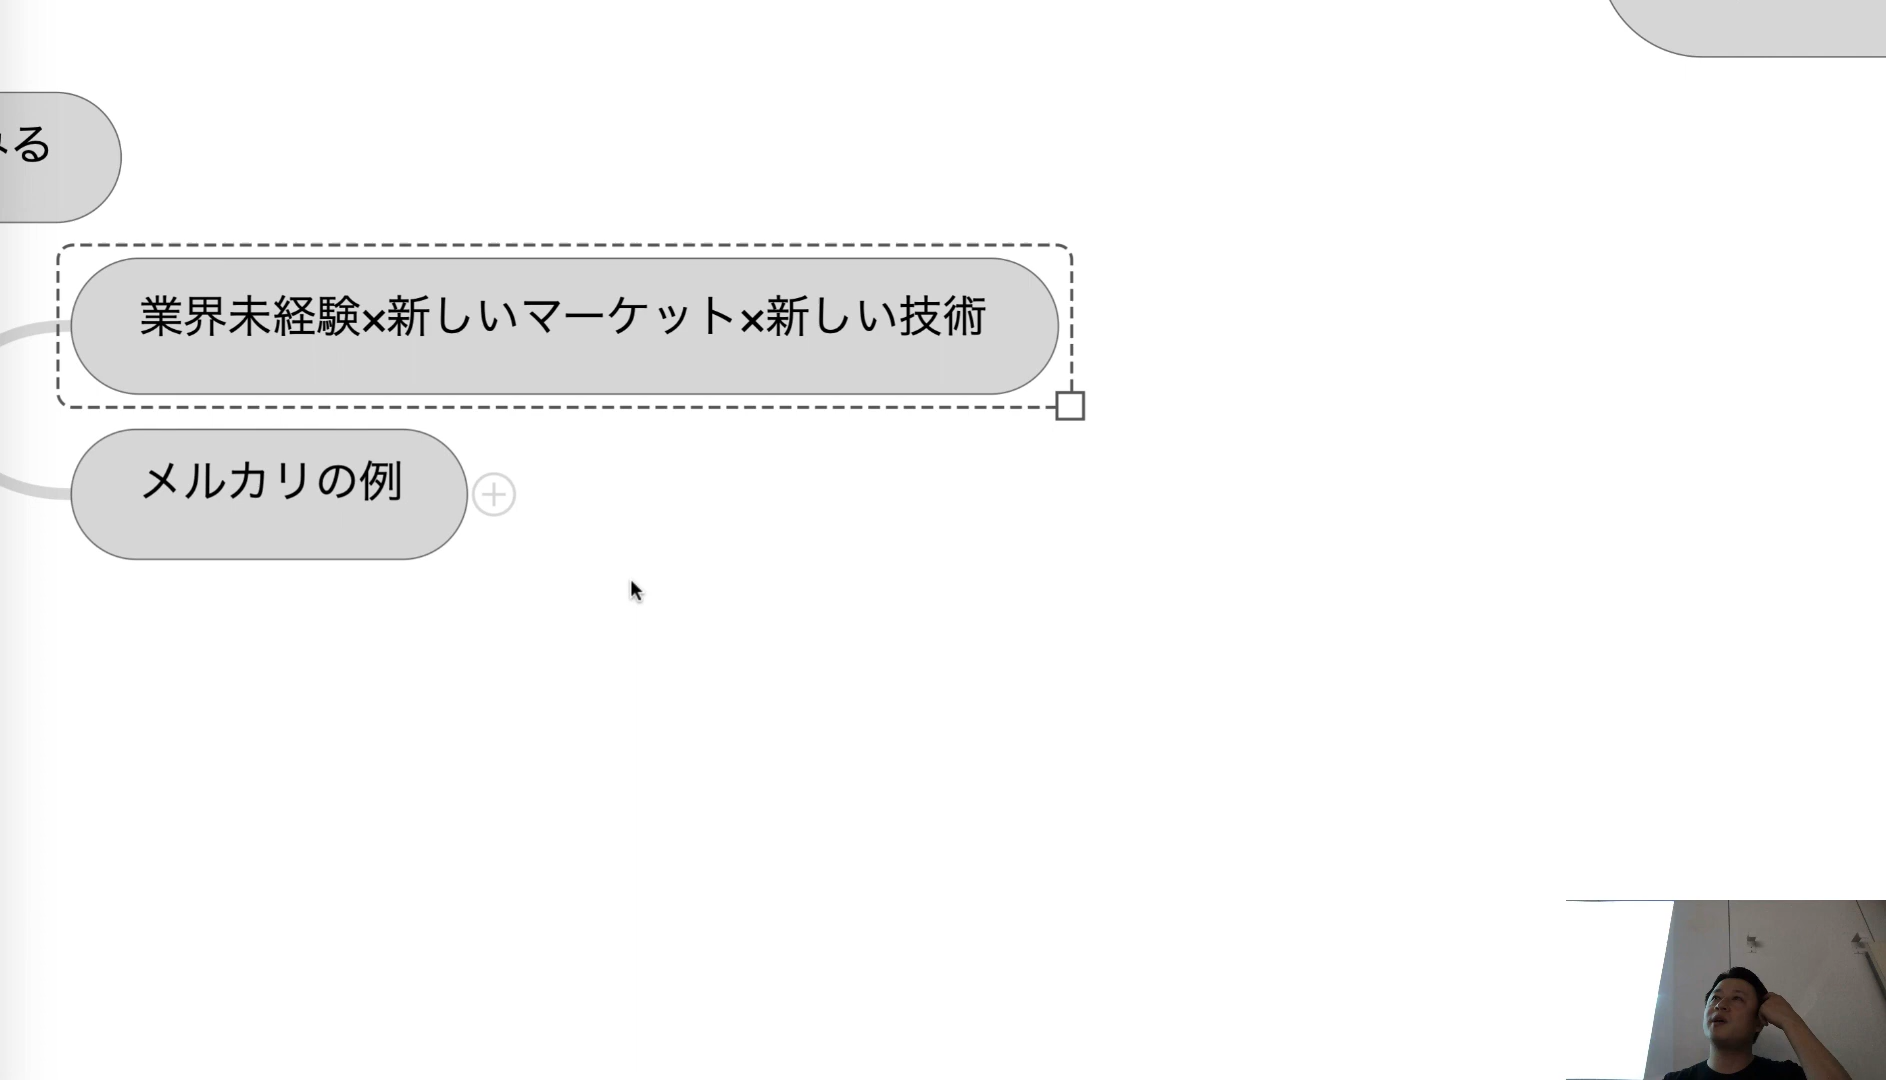 みる
業界未経験×新しいマーケット×新しい技術
メルカリの例